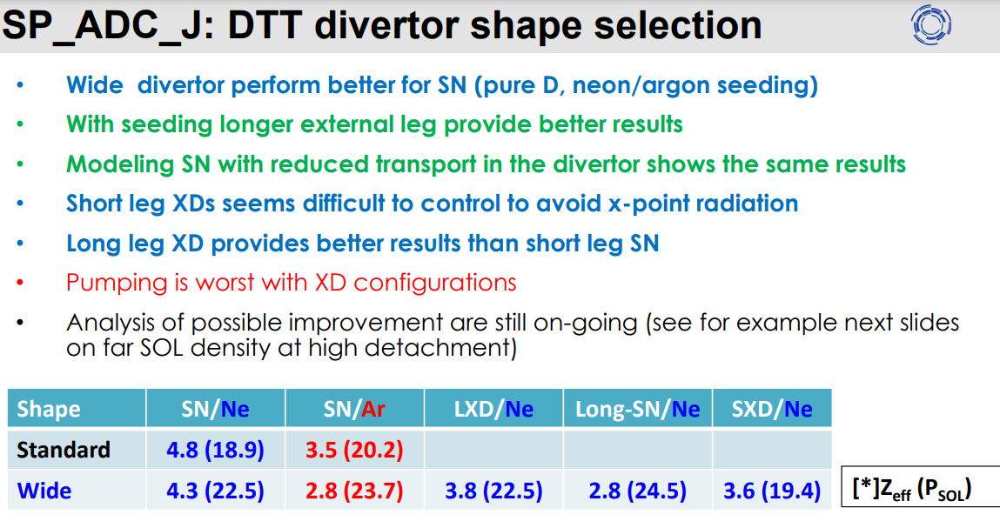 SP_ADC_J: DTT divertor shape selection
• Wide divertor perform better for SN (pure D, neon/argon seeding)
• With seeding longer external leg provide better results
• Modeling SN with reduced transport in the divertor shows the same results
• Short leg XDs seems difficult to control to avoid x-point radiation
• Long leg XD provides better results than short leg SN
• Pumping is worst with XD configurations
• Analysis of possible improvement are still on-going (see for example next slides
on far SOL density at high detachment)
Shape SN/Ne SN/Ar LXD/Ne Long-SN/Ne SXD/Ne
Standard 4.8 (18.9) 3.5 (20.2)
Wide 4.3 (22.5) 2.8 (23.7) 3.8 (22.5) 2.8 (24.5) 3.6 (19.4)
[*]Zeff (PSOL)